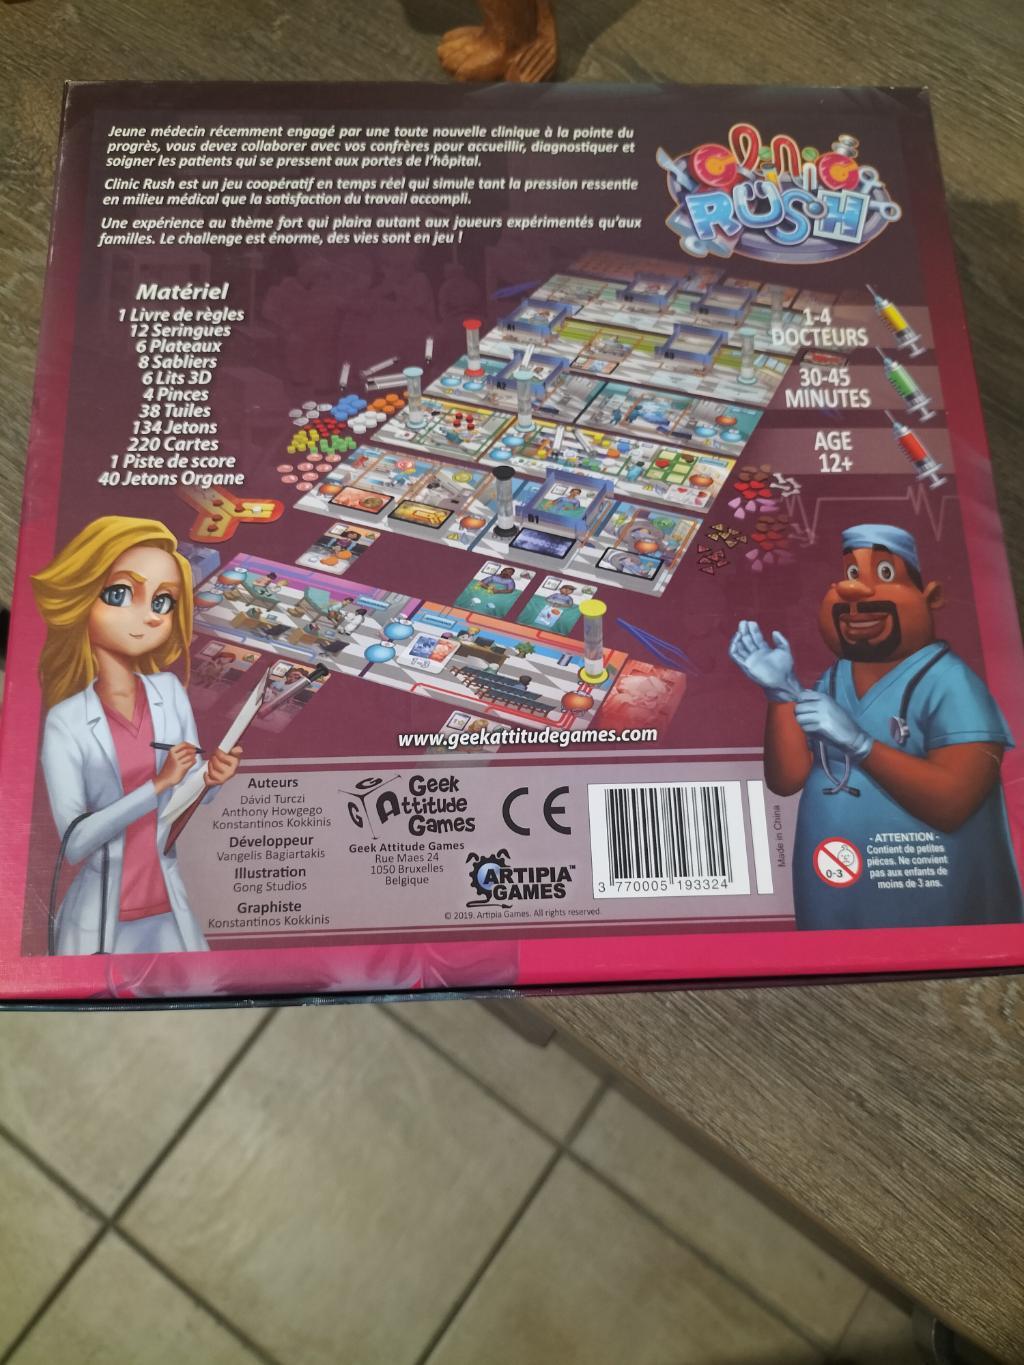 Jeune médecin récemment engagé par une toute nouvelle clinique à la pointe du
progrès, vous devez collaborer avec vos confrères pour accueillir, diagnostiquer et
soigner les patients qui se pressent aux portes de l'hôpital.
Clinic Rush est un jeu coopératif en temps réel qui simule tant la pression ressentie
en milieu médical que la satisfaction du travail accompli.
Une expérience au thème fort qui plaira autant aux joueurs expérimentés qu'aux
familles. Le challenge est énorme, des vies sont en jeu !
CliniC
RUSH
Matériel
1 Livre de règles
12 Seringues
6 Plateaux
8 Sabliers
6 Lits 3D
4 Pinces
38 Tuiles
134 Jetons
220 Cartes
1 Piste de score
40 Jetons Organe
1-4
DOCTEURS
30-45
MINUTES
AGE
12+
B1
www.geekattitudegames.com
Auteurs
Dávid Turczi
Anthony Howgego
Konstantinos Kokkinis
Développeur
Vangelis Bagiartakis
Illustration
Gong Studios
Graphiste
Konstantinos Kokkinis
G G G
Geek
Attitude
Games
Geek Attitude Games
Rue Maes 24
1050 Bruxelles
Belgique
CE
ARTIPIA™
GAMES
© 2019. Artipia Games. All rights reserved.
3 770005 193324
Made in China
0-3
- ATTENTION -
Contient de petites
pièces. Ne convient
pas aux enfants de
moins de 3 ans.